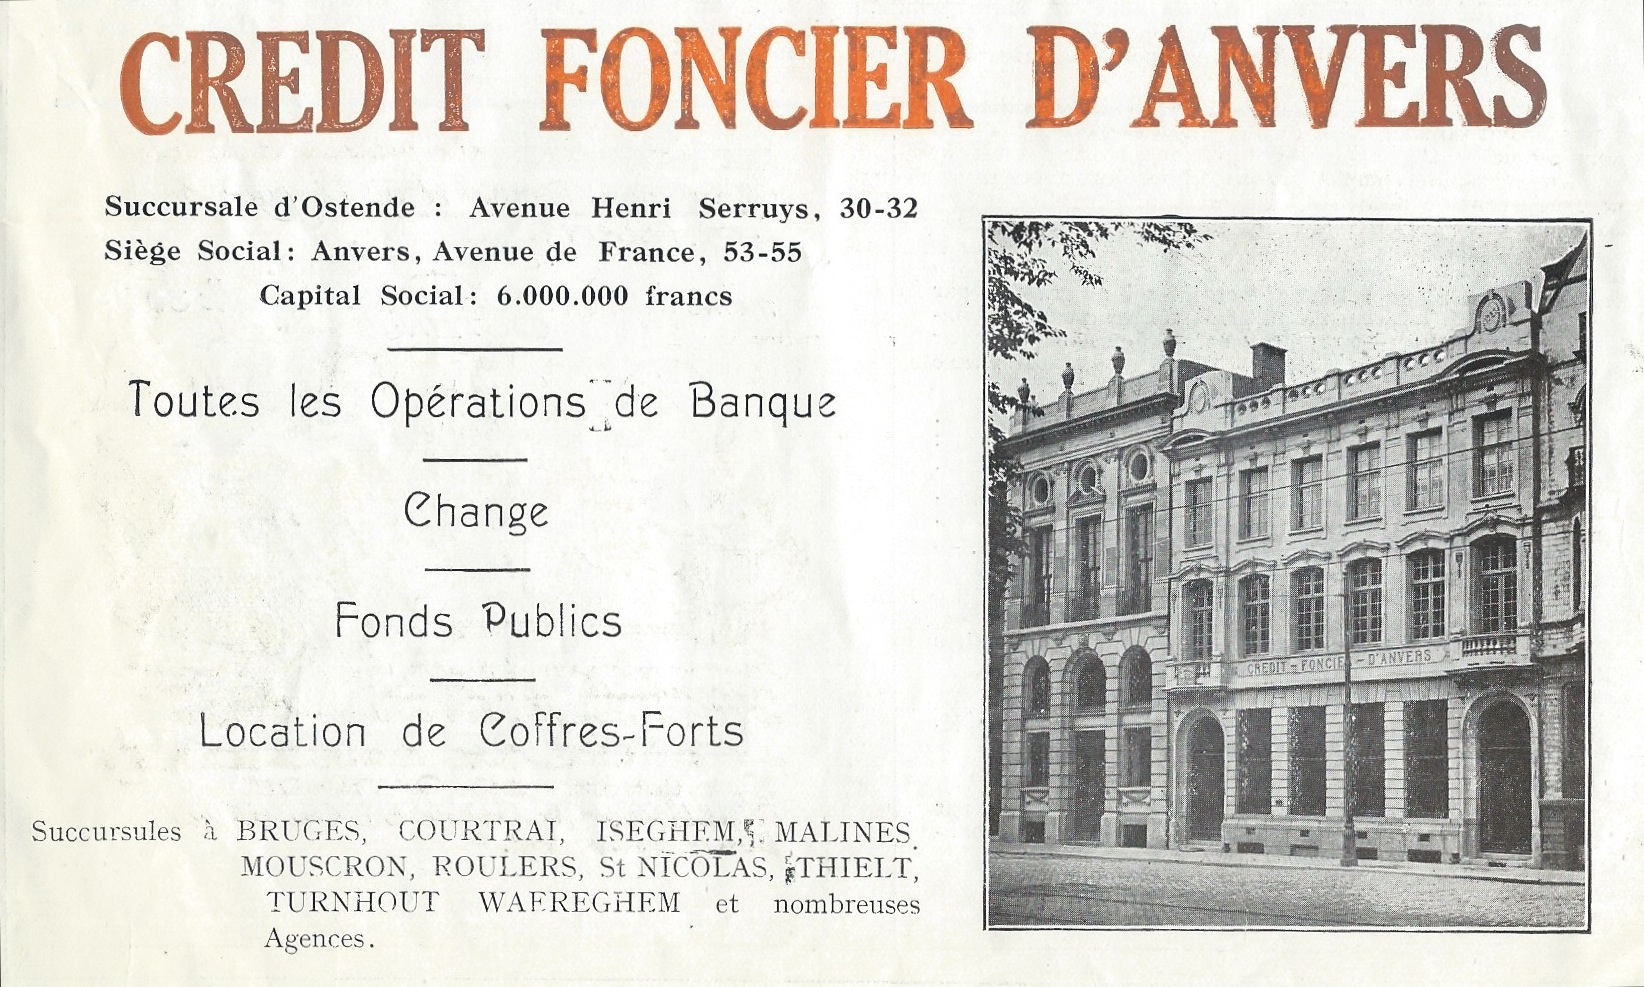 CREDIT FONCIER D'ANVERS
Succursale d'Ostende : Avenue Henri Serruys, 30-32
Siège Social : Anvers, Avenue de France, 53-55
Capital Social : 6.000.000 francs
Toutes les Opérations de Banque
Change
Fonds Publics
Location de Coffres-Forts
Succursules à BRUGES, COURTRAI, ISEGHEM, MALINES
MOUSCRON, ROULERS, St NICOLAS, THIELT,
TURNHOUT WAEREGHEM et nombreuses
Agences.
CREDIT - FONCIE - D'ANVERS